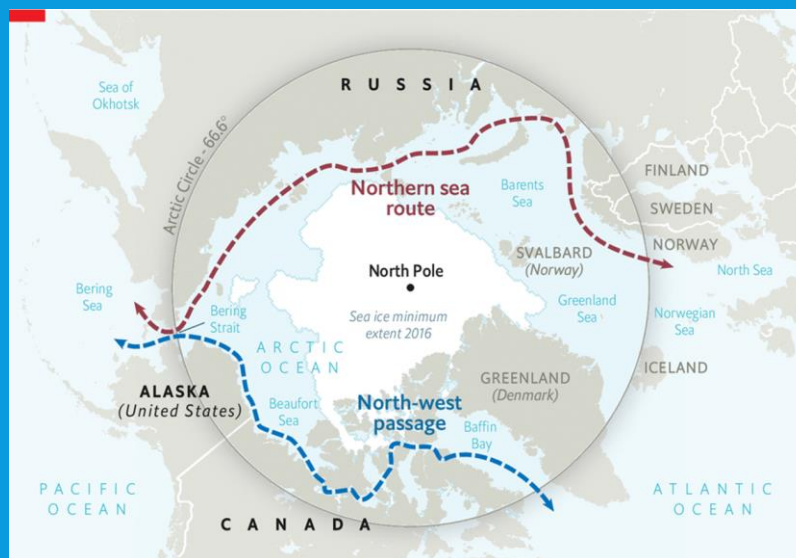 RUSSIA
Sea of
Okhotsk
Arctic Circle - 66.6°
Northern sea
route
Barents
Sea
FINLAND
SWEDEN
NORWAY
SVALBARD
(Norway)
North Sea
North Pole
Bering
Sea
Bering
Strait
Sea ice minimum
extent 2016
Greenland
Sea
Norwegian
Sea
ARCTIC
OCEAN
ICELAND
ALASKA
(United States)
Beaufort
Sea
North-west
passage
GREENLAND
(Denmark)
Baffin
Bay
PACIFIC
OCEAN
CANADA
ATLANTIC
OCEAN